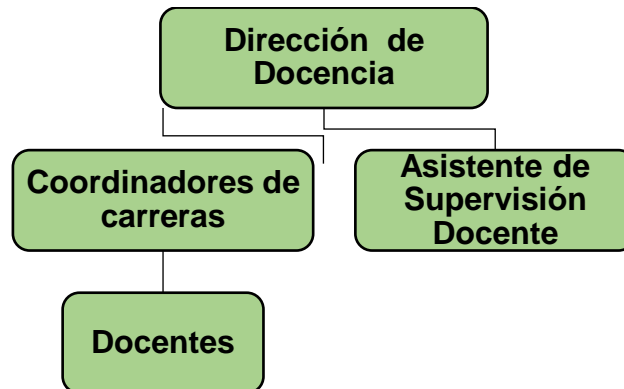 Dirección de
Docencia
Coordinadores de
carreras
Asistente de
Supervisión
Docente
Docentes